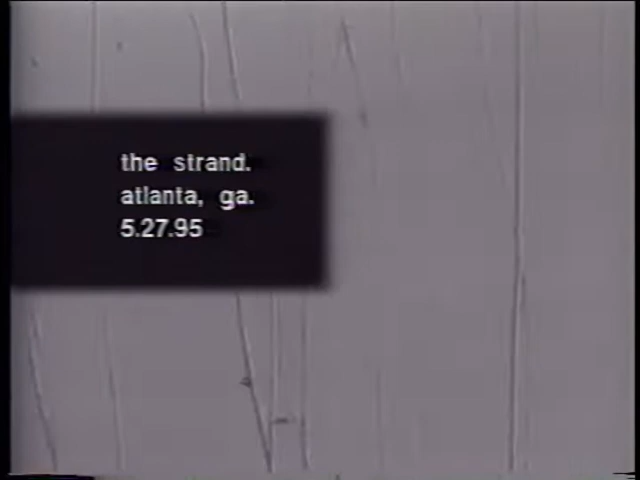 the strand.
atlanta, ga.
5.27.95